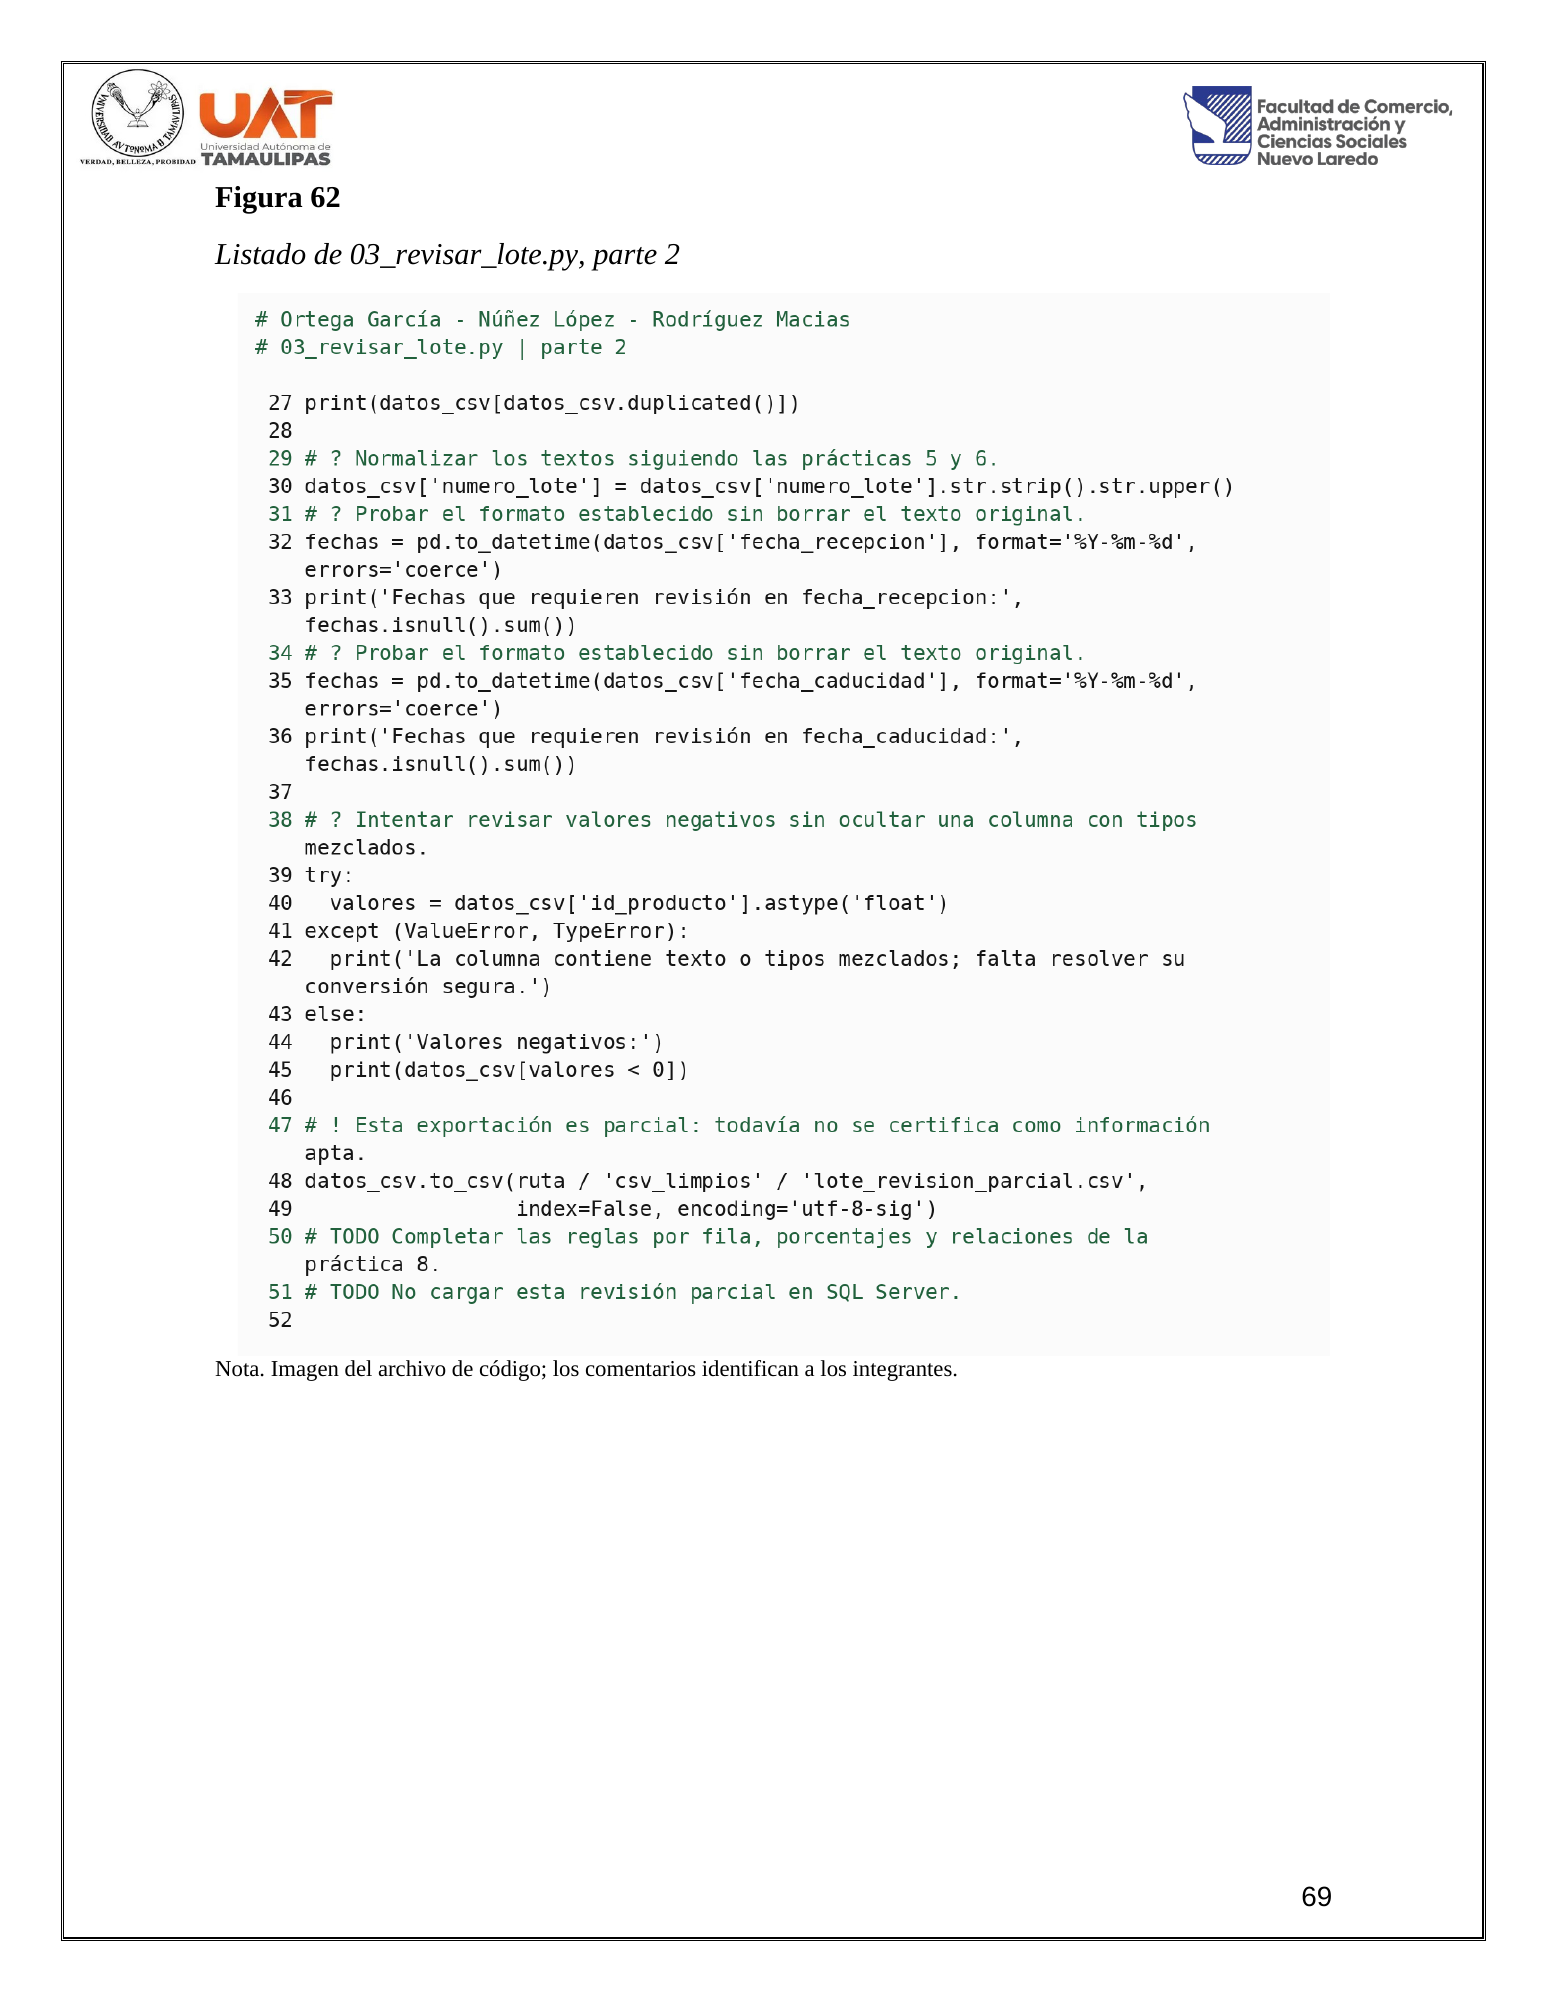 UNIVERSIDAD AUTONOMA DE TAMAULIPAS
VERDAD, BELLEZA, PROBIDAD
UAT
Universidad Autónoma de
TAMAULIPAS
Facultad de Comercio,
Administración y
Ciencias Sociales
Nuevo Laredo
Figura 62
Listado de 03_revisar_lote.py, parte 2
# Ortega García - Núñez López - Rodríguez Macias
# 03_revisar_lote.py | parte 2
27 print(datos_csv[datos_csv.duplicated()])
28
29 # ? Normalizar los textos siguiendo las prácticas 5 y 6.
30 datos_csv['numero_lote'] = datos_csv['numero_lote'].str.strip().str.upper()
31 # ? Probar el formato establecido sin borrar el texto original.
32 fechas = pd.to_datetime(datos_csv['fecha_recepcion'], format='%Y-%m-%d',
errors='coerce')
33 print('Fechas que requieren revisión en fecha_recepcion:',
fechas.isnull().sum())
34 # ? Probar el formato establecido sin borrar el texto original.
35 fechas = pd.to_datetime(datos_csv['fecha_caducidad'], format='%Y-%m-%d',
errors='coerce')
36 print('Fechas que requieren revisión en fecha_caducidad:',
fechas.isnull().sum())
37
38 # ? Intentar revisar valores negativos sin ocultar una columna con tipos
mezclados.
39 try:
40   valores = datos_csv['id_producto'].astype('float')
41 except (ValueError, TypeError):
42   print('La columna contiene texto o tipos mezclados; falta resolver su
conversión segura.')
43 else:
44   print('Valores negativos:')
45   print(datos_csv[valores < 0])
46
47 # ! Esta exportación es parcial: todavía no se certifica como información
apta.
48 datos_csv.to_csv(ruta / 'csv_limpios' / 'lote_revision_parcial.csv',
49                  index=False, encoding='utf-8-sig')
50 # TODO Completar las reglas por fila, porcentajes y relaciones de la
práctica 8.
51 # TODO No cargar esta revisión parcial en SQL Server.
52
Nota. Imagen del archivo de código; los comentarios identifican a los integrantes.
69